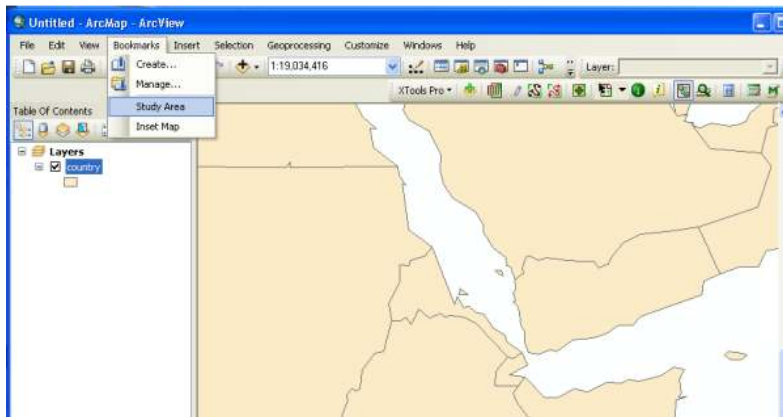 Untitled - ArcMap - ArcView
File Edit View Bookmarks Insert Selection Geoprocessing Customize Windows Help
Create...
1:19,034,416
Layer:
Manage...
XTools Pro
Table Of Contents
Study Area
Inset Map
Layers
country